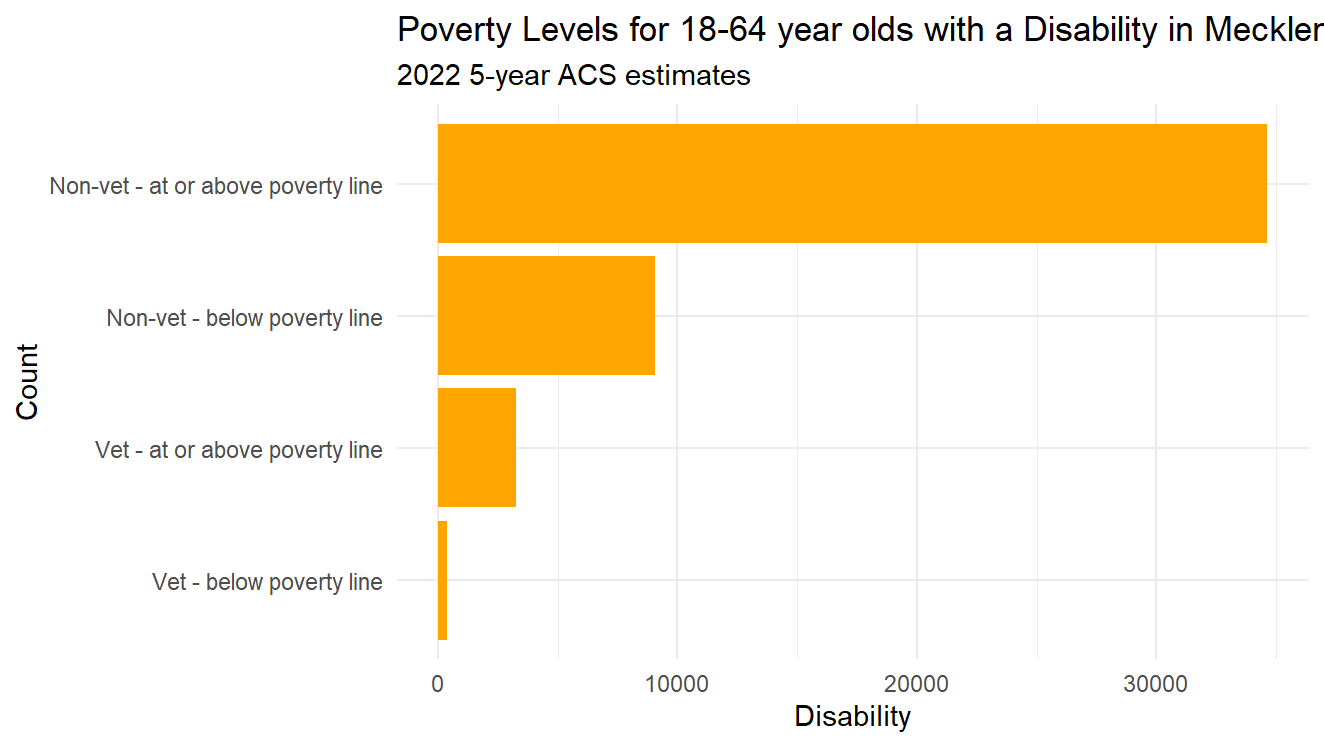 Poverty Levels for 18-64 year olds with a Disability in Meckler
2022 5-year ACS estimates
Count
Non-vet - at or above poverty line
Non-vet - below poverty line
Vet - at or above poverty line
Vet - below poverty line
0 10000 20000 30000
Disability